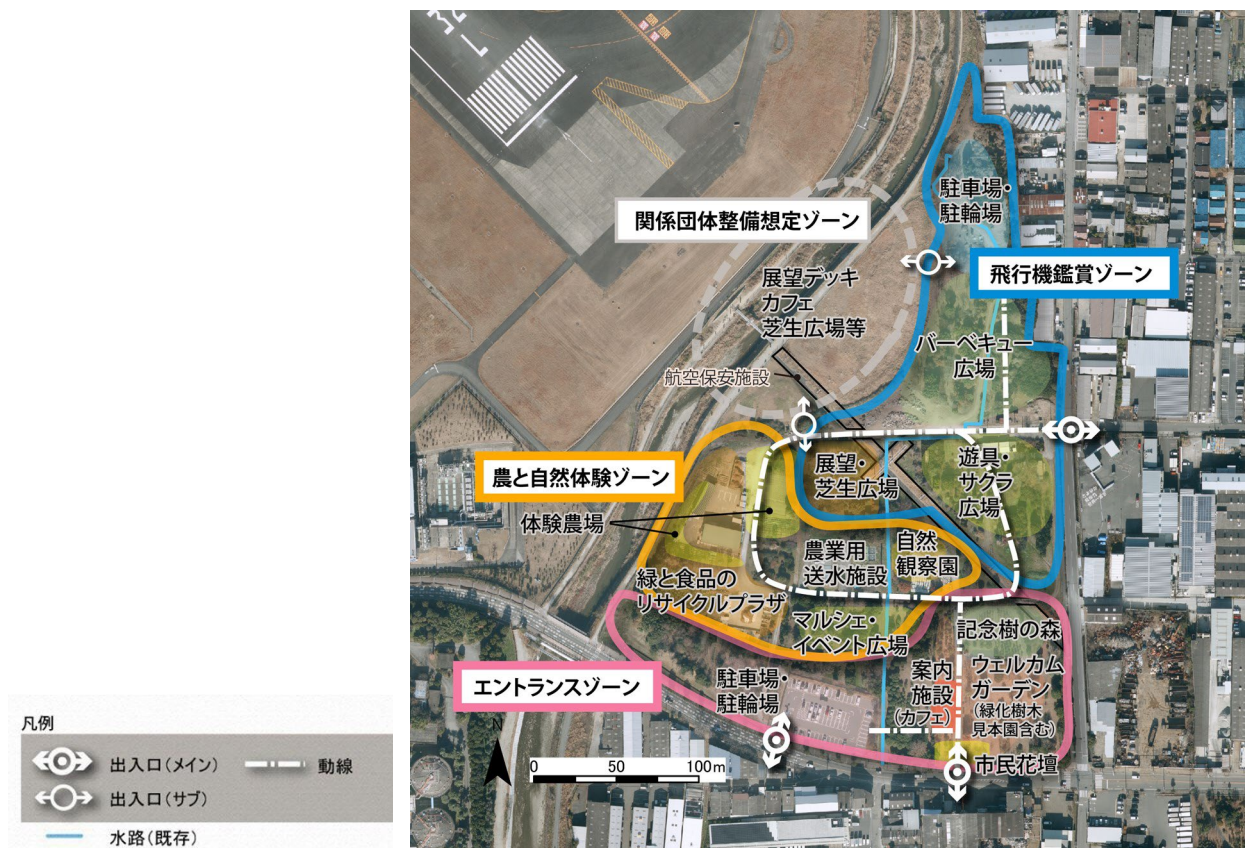 32
L
関係団体整備想定ゾーン
駐車場・
駐輪場
飛行機鑑賞ゾーン
展望デッキ
カフェ
芝生広場等
バーベキュー
広場
航空保安施設
農と自然体験ゾーン
展望・
芝生広場
遊具・
サクラ
広場
体験農場
農業用
送水施設
自然
観察園
緑と食品の
リサイクルプラザ
マルシェ・
イベント広場
記念樹の森
エントランスゾーン
駐車場・
駐輪場
案内
施設
(カフェ)
ウェルカム
ガーデン
(緑化樹木
見本園含む)
市民花壇
N
0 50 100m
凡例
出入口(メイン)
動線
出入口(サブ)
水路(既存)